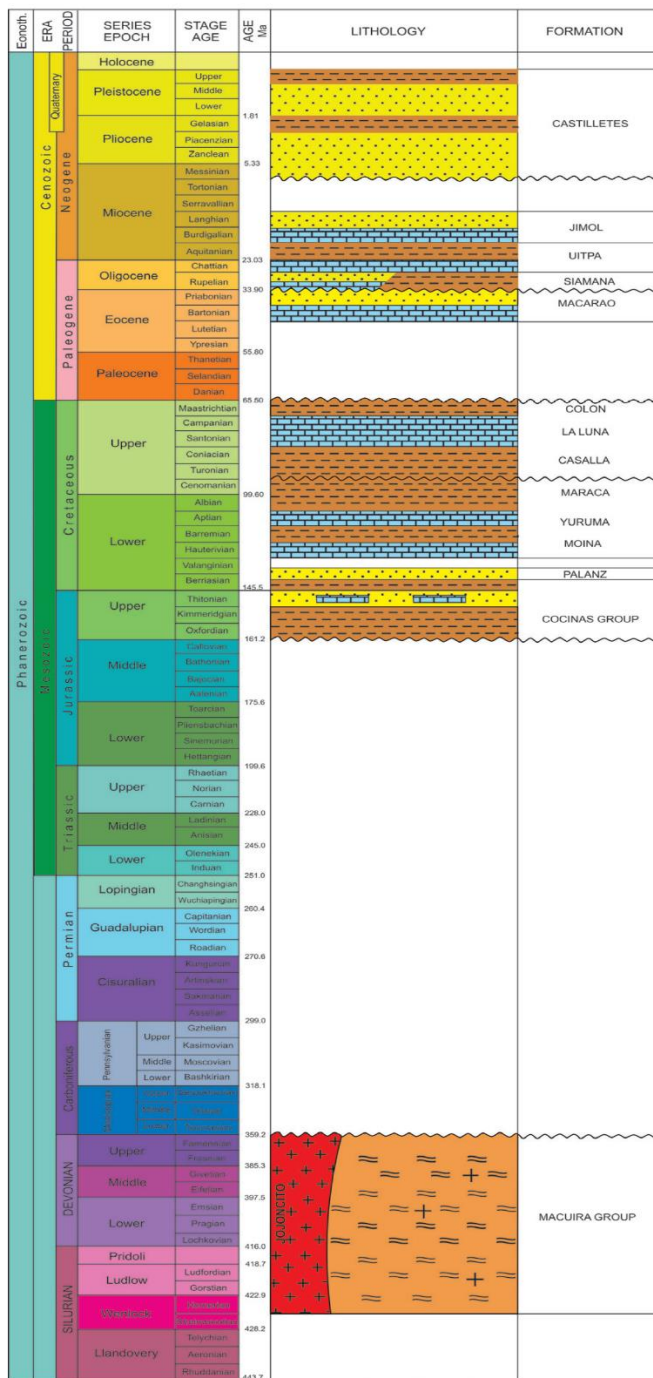 Eonoth.
ERA
PERIOD
SERIES
EPOCH
STAGE
AGE
AGE
Ma
LITHOLOGY
FORMATION
Phanerozoic
Cenozoic
Mesozoic
Quaternary
Neogene
Paleogene
Cretaceous
Jurassic
Triassic
Permian
Carboniferous
DEVONIAN
SILURIAN
Holocene
Pleistocene
Upper
Middle
Lower
1.81
Pliocene
Gelasian
Piacenzian
Zanclean
5.33
Miocene
Messinian
Tortonian
Serravallian
Langhian
Burdigalian
Aquitanian
23.03
Oligocene
Chattian
Rupelian
33.90
Eocene
Priabonian
Bartonian
Lutetian
Ypresian
55.80
Paleocene
Thanetian
Selandian
Danian
65.50
Upper
Maastrichtian
Campanian
Santonian
Coniacian
Turonian
Cenomanian
99.60
Lower
Albian
Aptian
Barremian
Hauterivian
Valanginian
Berriasian
145.5
Upper
Thitonian
Kimmeridgian
Oxfordian
161.2
Middle
Callovian
Bathonian
Bajocian
Aalenian
175.6
Lower
Toarcian
Pliensbachian
Sinemurian
Hettangian
199.6
Upper
Rhaetian
Norian
Carnian
228.0
Middle
Ladinian
Anisian
245.0
Lower
Olenekian
Induan
251.0
Lopingian
Changhsingian
Wuchiapingian
260.4
Guadalupian
Capitanian
Wordian
Roadian
270.6
Cisuralian
Kungurian
Artinskian
Sakmarian
Asselian
299.0
Pennsylvanian
Upper
Gzhelian
Kasimovian
Middle
Moscovian
Lower
Bashkirian
318.1
359.2
Upper
Famennian
Frasnian
385.3
Middle
Givetian
Eifelian
397.5
Lower
Emsian
Pragian
Lochkovian
416.0
Pridoli
418.7
Ludlow
Ludfordian
Gorstian
422.9
Wenlock
428.2
Llandovery
Telychian
Aeronian
Rhuddanian
443.7
JOJONCITO
CASTILLETES
JIMOL
UITPA
SIAMANA
MACARAO
COLON
LA LUNA
CASALLA
MARACA
YURUMA
MOINA
PALANZ
COCINAS GROUP
MACUIRA GROUP